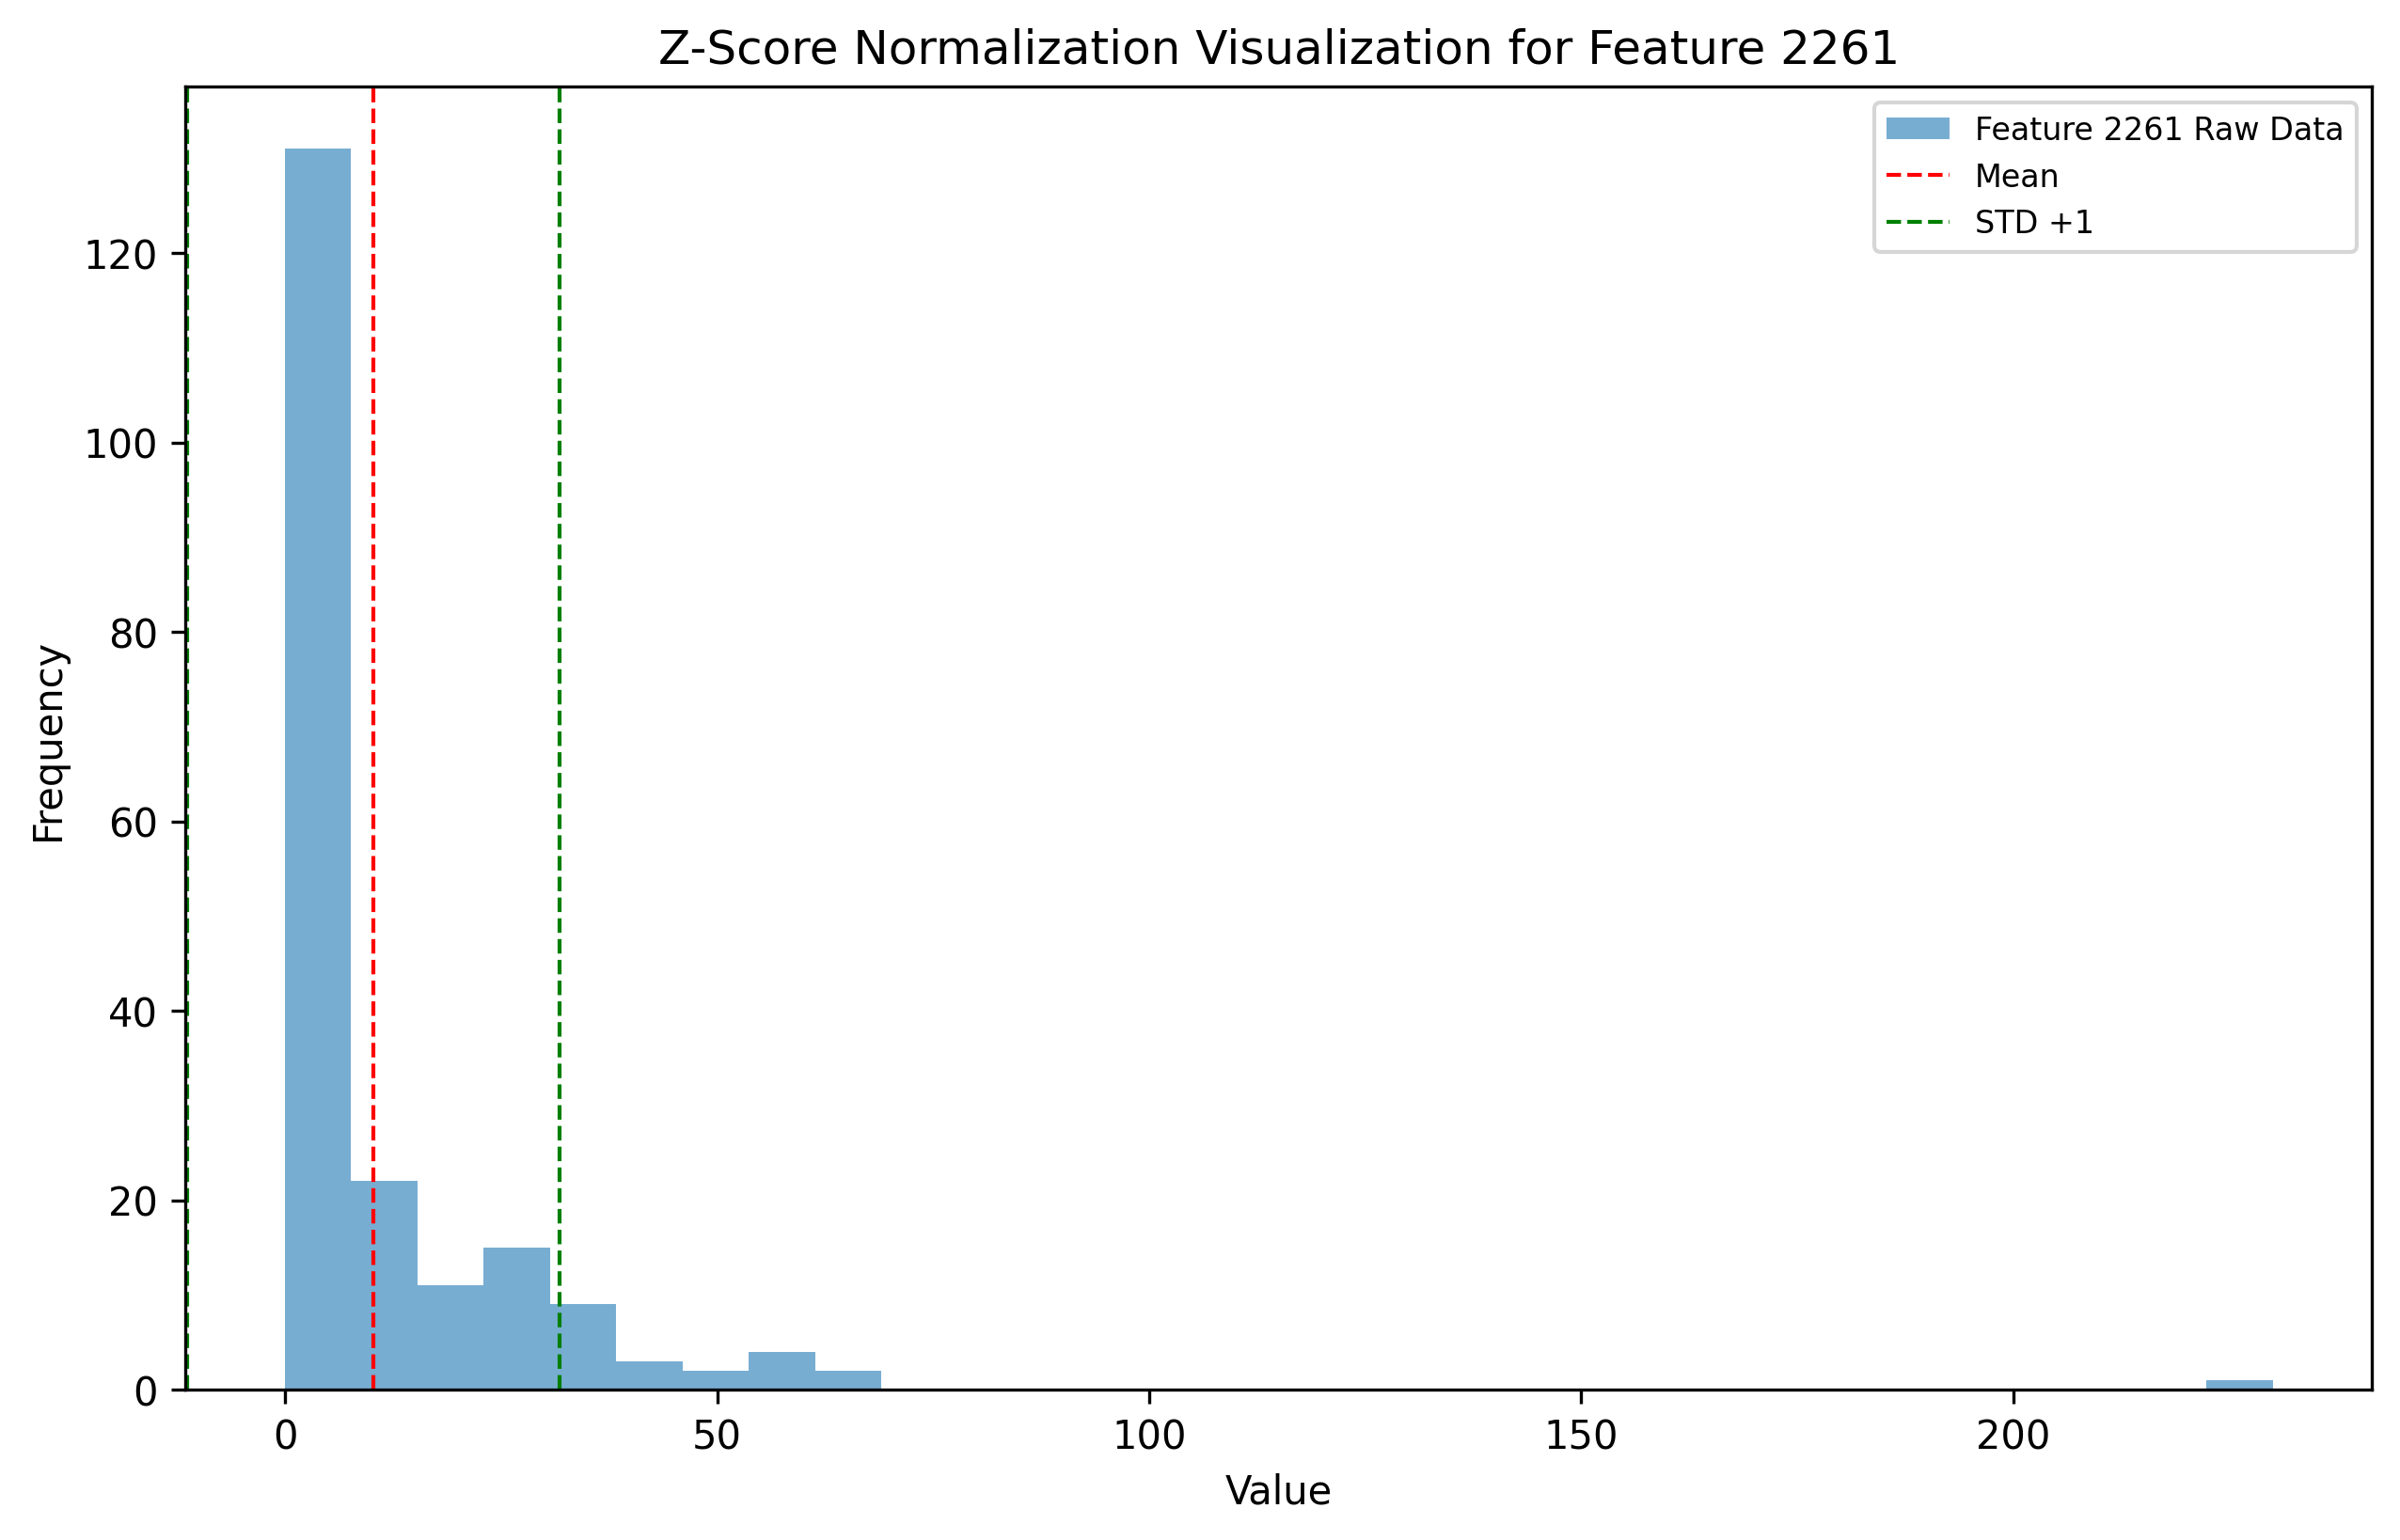 Z-Score Normalization Visualization for Feature 2261
Feature 2261 Raw Data
Mean
STD +1
120
100
80
60
40
20
0
Frequency
0 50 100 150 200
Value